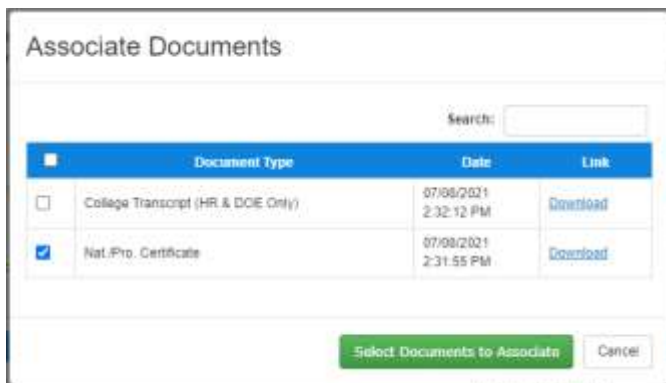 Associate Documents
Search:
Document Type Date Link
College Transcript (HR & DOE Only) 07/08/2021 2:32:12 PM Download
Nat./Pro. Certificate 07/08/2021 2:31:55 PM Download
Select Documents to Associate Cancel